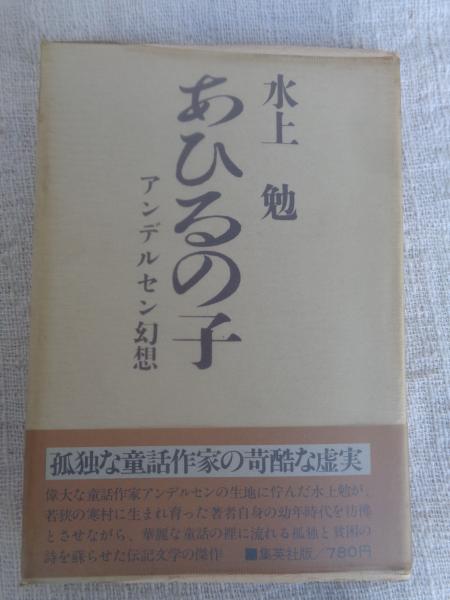 水上 勉
あひるの子
アンデルセン幻想
孤独な童話作家の苛酷な虚実
偉大な童話作家アンデルセンの生地に佇んだ水上勉が、
若狭の寒村に生まれ育った著者自身の幼年時代を彷彿
とさせながら、華麗な童話の裡に流れる孤独と貧困の
詩を蘇らせた伝記文学の傑作 ■集英社版/780円